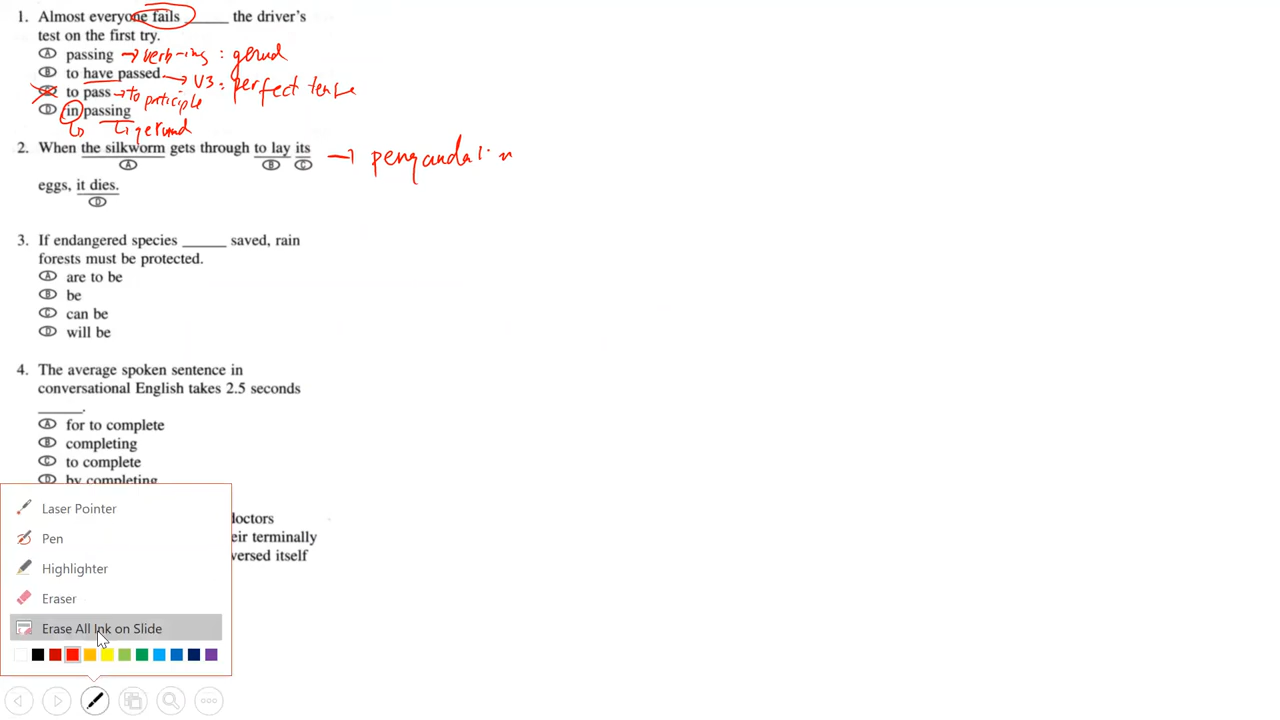 1. Almost everyone fails ______ the driver's
test on the first try.
A passing → verb-ing : gerund
B to have passed → V3 : perfect tense
C to pass → to participle
D in passing
↳ ↳ gerund
2. When the silkworm gets through to lay its →
A B C
eggs, it dies.
D
3. If endangered species ______ saved, rain
forests must be protected.
A are to be
B be
C can be
D will be
4. The average spoken sentence in
conversational English takes 2.5 seconds
______.
A for to complete
B completing
C to complete
D by completing
loctors
eir terminally
versed itself
Laser Pointer
Pen
Highlighter
Eraser
Erase All Ink on Slide